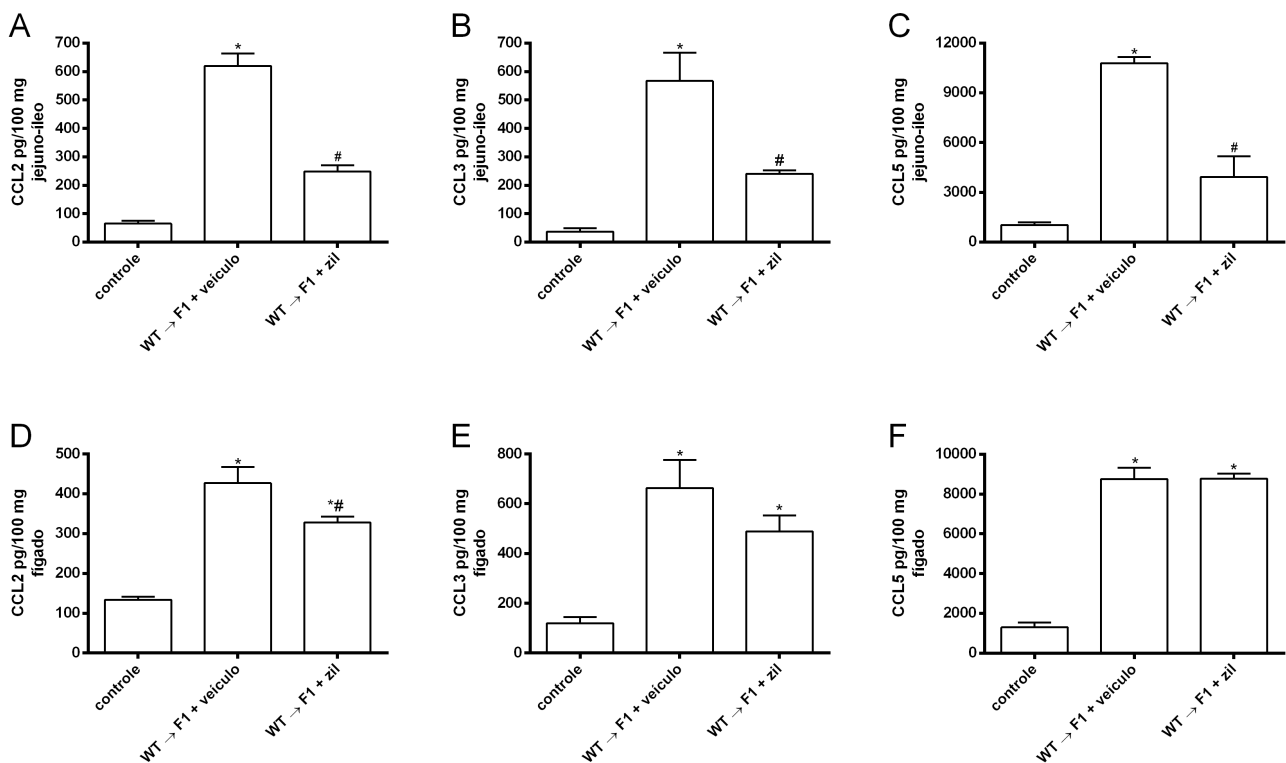 A
CCL2 pg/100 mg
jejuno-íleo
700
600
500
400
300
200
100
0
*
#
controle
WT → F1 + veículo
WT → F1 + zil
B
CCL3 pg/100 mg
jejuno-íleo
700
600
500
400
300
200
100
0
*
#
controle
WT → F1 + veículo
WT → F1 + zil
C
CCL5 pg/100 mg
jejuno-íleo
12000
9000
6000
3000
0
*
#
controle
WT → F1 + veículo
WT → F1 + zil
D
CCL2 pg/100 mg
fígado
500
400
300
200
100
0
*
*#
controle
WT → F1 + veículo
WT → F1 + zil
E
CCL3 pg/100 mg
fígado
800
600
400
200
0
*
*
controle
WT → F1 + veículo
WT → F1 + zil
F
CCL5 pg/100 mg
fígado
10000
8000
6000
4000
2000
0
*
*
controle
WT → F1 + veículo
WT → F1 + zil